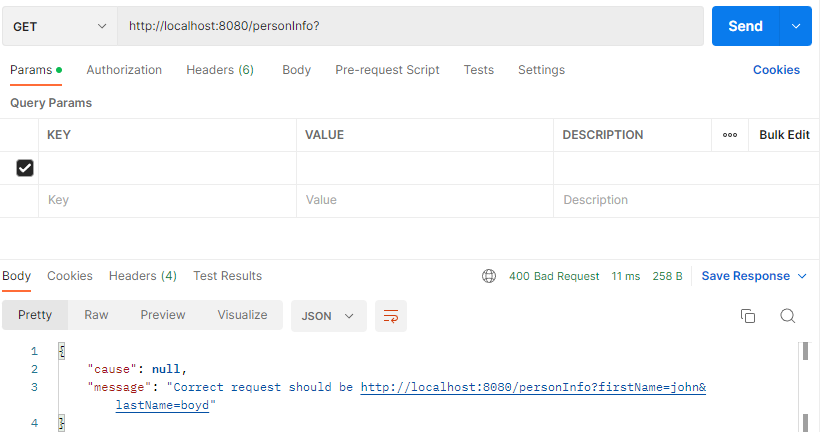 GET http://localhost:8080/personInfo? Send
Params Authorization Headers (6) Body Pre-request Script Tests Settings Cookies
Query Params
KEY VALUE DESCRIPTION ooo Bulk Edit
Key Value Description
Body Cookies Headers (4) Test Results 400 Bad Request 11 ms 258 B Save Response
Pretty Raw Preview Visualize JSON
1 {
2 "cause": null,
3 "message": "Correct request should be http://localhost:8080/personInfo?firstName=john&
lastName=boyd"
4 }